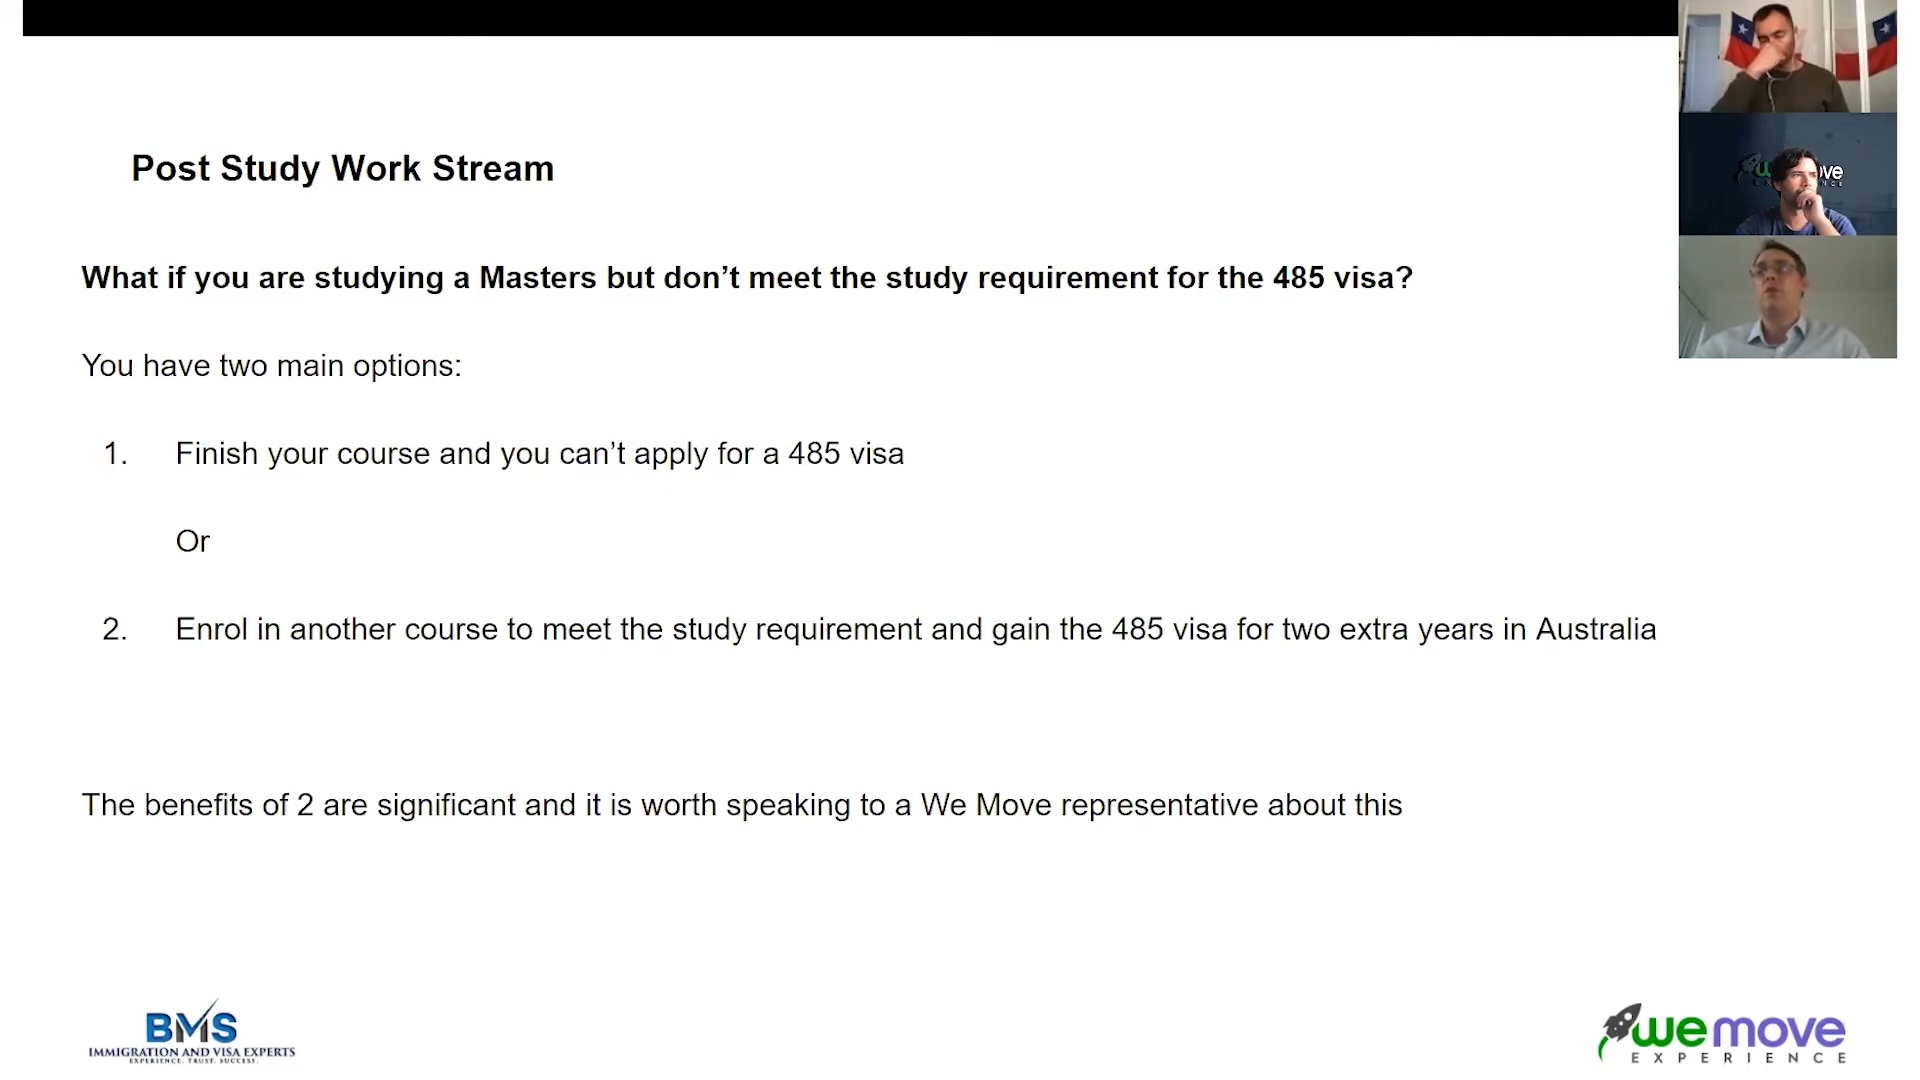 Post Study Work Stream
What if you are studying a Masters but don’t meet the study requirement for the 485 visa?
You have two main options:
1. Finish your course and you can’t apply for a 485 visa
Or
2. Enrol in another course to meet the study requirement and gain the 485 visa for two extra years in Australia
The benefits of 2 are significant and it is worth speaking to a We Move representative about this
BMS
IMMIGRATION AND VISA EXPERTS
EXPERIENCE. TRUST. SUCCESS.
wemove
EXPERIENCE